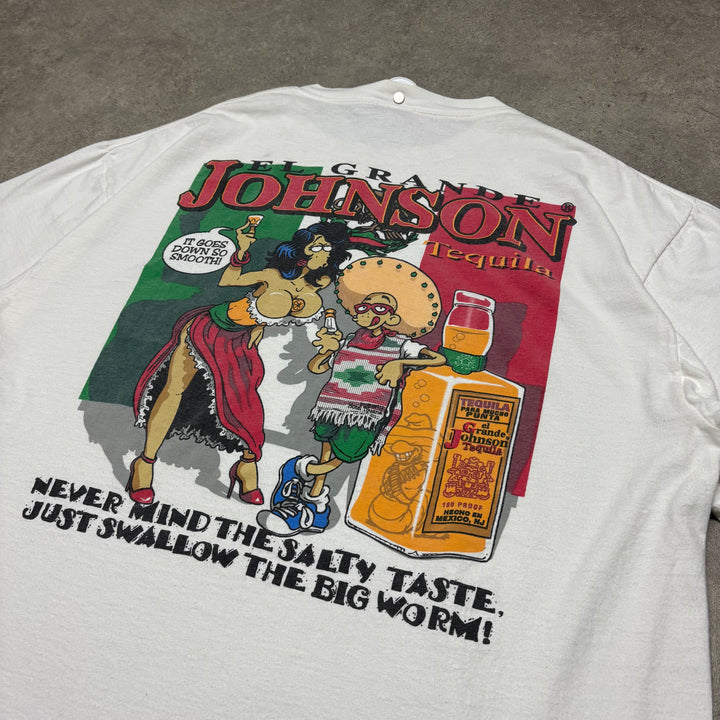 EL GRANDE
JOHNSON®
Tequila
IT GOES
DOWN SO
SMOOTH!
TEQUILA
PARA MUCHO
PUNTA
el
Grande
Johnson
Tequila
100 PROOF
HECHO EN
MEXICO, NJ
NEVER MIND THE SALTY TASTE,
JUST SWALLOW THE BIG WORM!